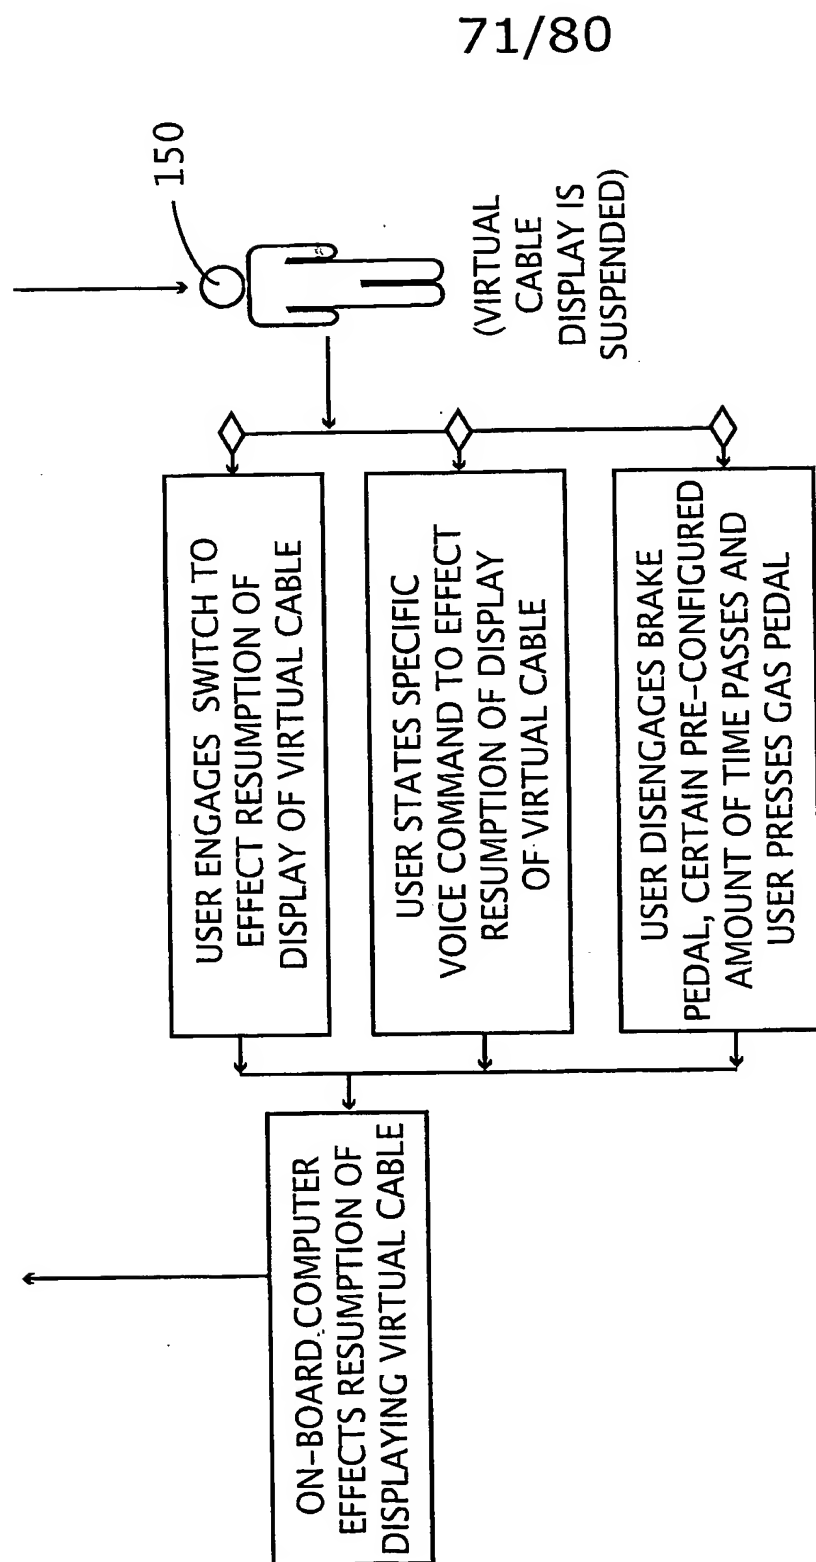 71/80
150
(VIRTUAL
CABLE
DISPLAY IS
SUSPENDED)
USER ENGAGES SWITCH TO
EFFECT RESUMPTION OF
DISPLAY OF VIRTUAL CABLE
USER STATES SPECIFIC
VOICE COMMAND TO EFFECT
RESUMPTION OF DISPLAY
OF VIRTUAL CABLE
USER DISENGAGES BRAKE
PEDAL, CERTAIN PRE-CONFIGURED
AMOUNT OF TIME PASSES AND
USER PRESSES GAS PEDAL
ON-BOARD COMPUTER
EFFECTS RESUMPTION OF
DISPLAYING VIRTUAL CABLE